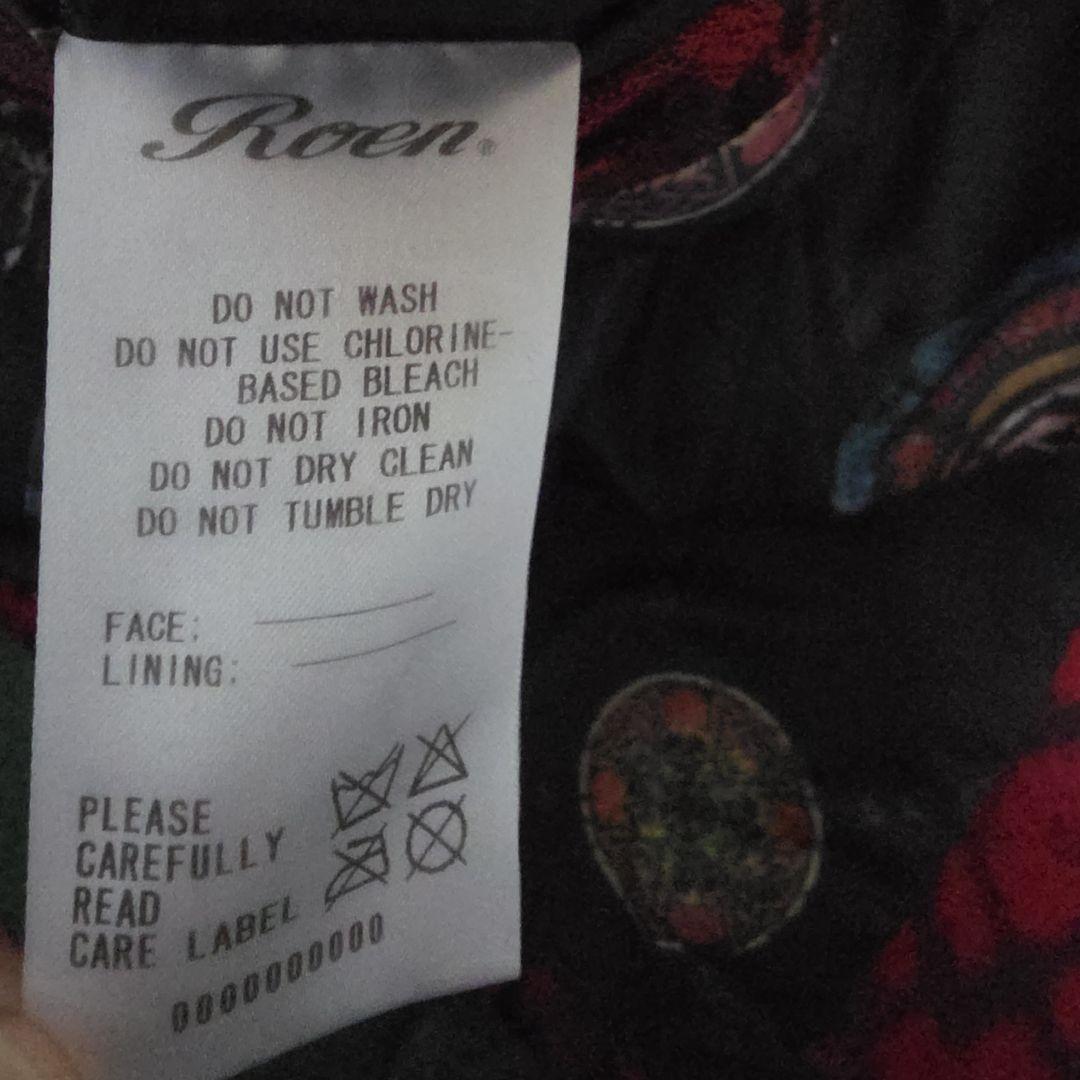 Roen®
DO NOT WASH
DO NOT USE CHLORINE-
BASED BLEACH
DO NOT IRON
DO NOT DRY CLEAN
DO NOT TUMBLE DRY
FACE:
LINING:
PLEASE
CAREFULLY
READ
CARE LABEL
0000000000